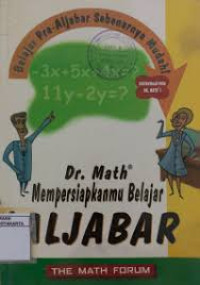 Belajar Pra-Aljabar Sebenarnya Mudah!
-3x+5x+4x=?
11y-2y=?
Dr. Math®
Mempersiapkanmu Belajar
ALJABAR
THE MATH FORUM